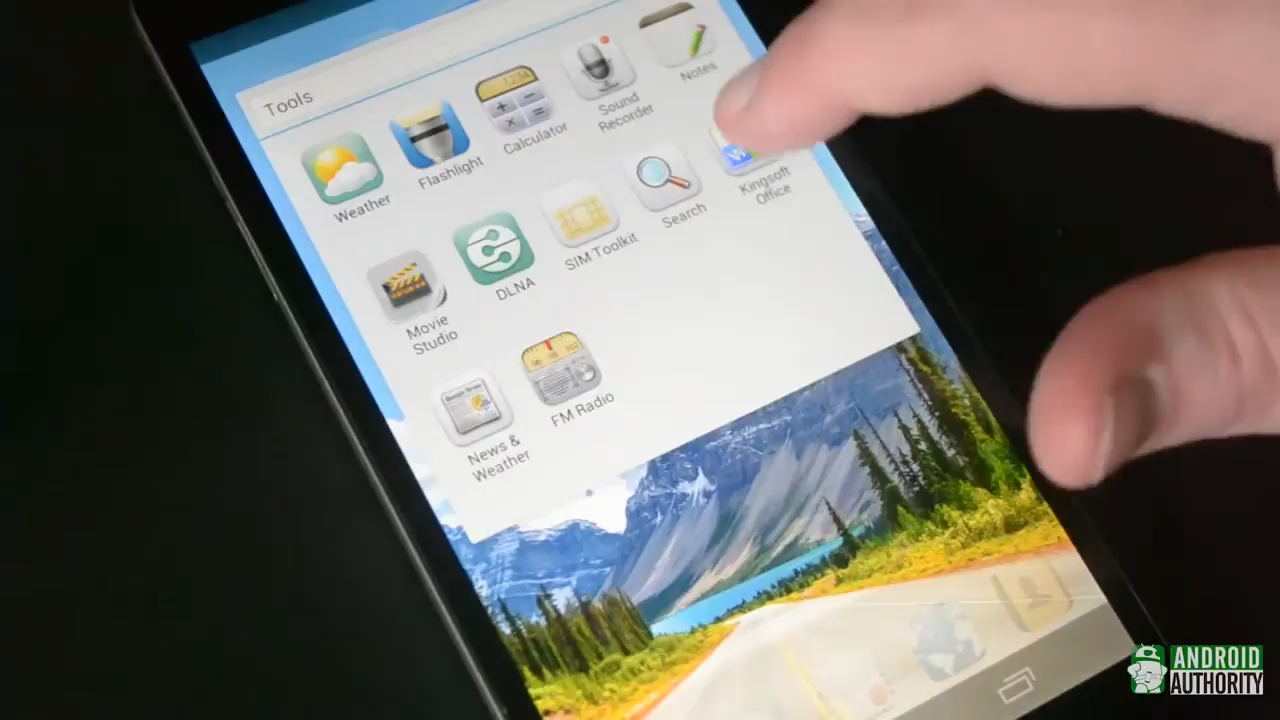 Tools
Weather
Flashlight
Calculator
Sound
Recorder
Notes
Movie
Studio
DLNA
SIM Toolkit
Search
Kingsoft
Office
News &
Weather
FM Radio
W
ANDROID
AUTHORITY